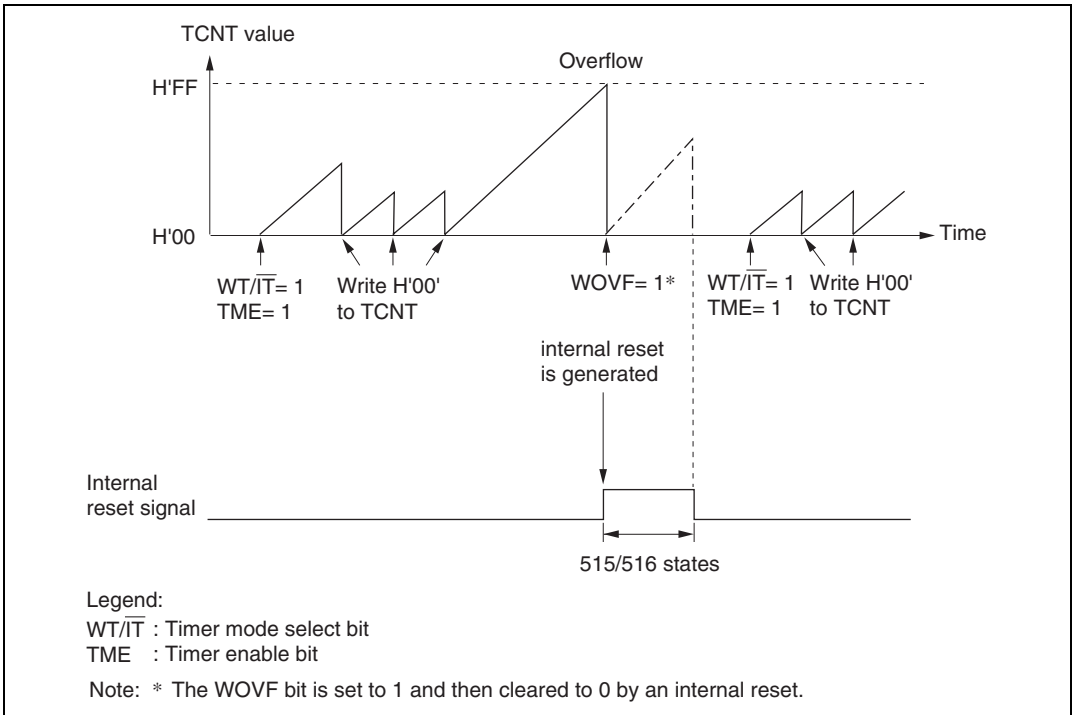 TCNT value
Overflow
H'FF
H'00
Time
WT/IT= 1
TME= 1
Write H'00'
to TCNT
WOVF= 1*
WT/IT= 1
TME= 1
Write H'00'
to TCNT
internal reset
is generated
Internal
reset signal
515/516 states
Legend:
WT/IT : Timer mode select bit
TME : Timer enable bit
Note: * The WOVF bit is set to 1 and then cleared to 0 by an internal reset.